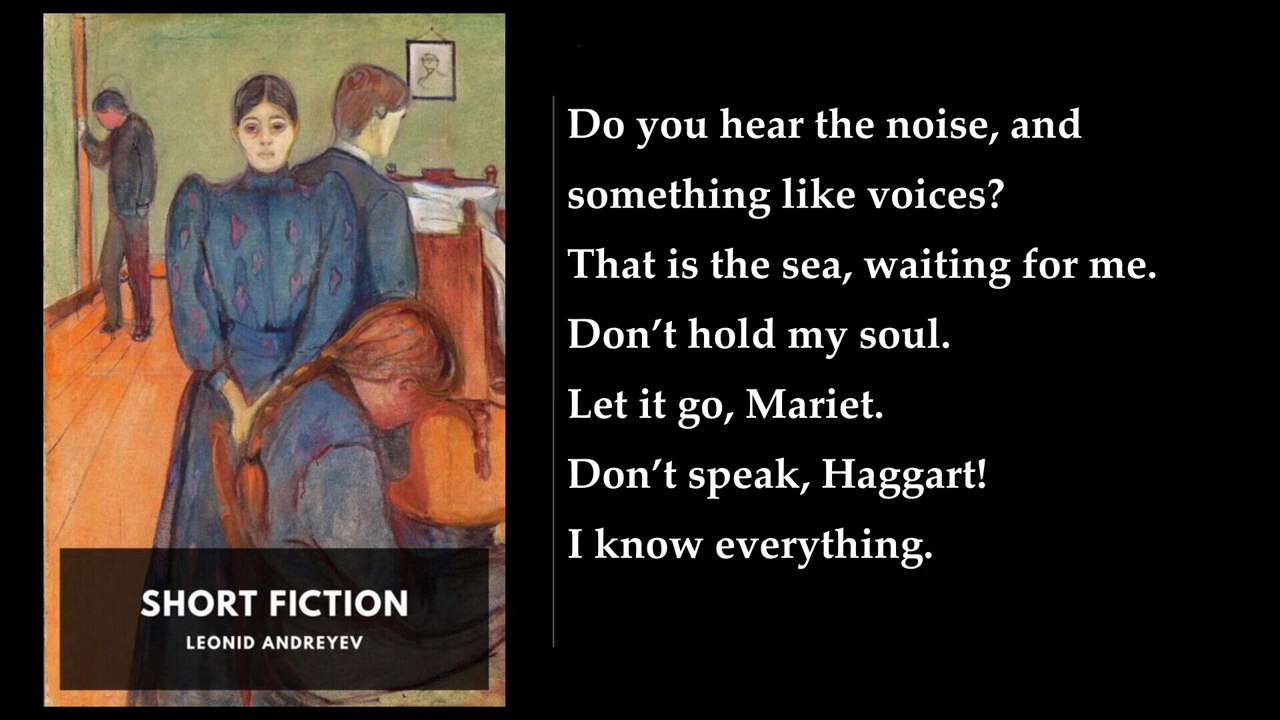 SHORT FICTION
LEONID ANDREYEV
Do you hear the noise, and
something like voices?
That is the sea, waiting for me.
Don’t hold my soul.
Let it go, Mariet.
Don’t speak, Haggart!
I know everything.